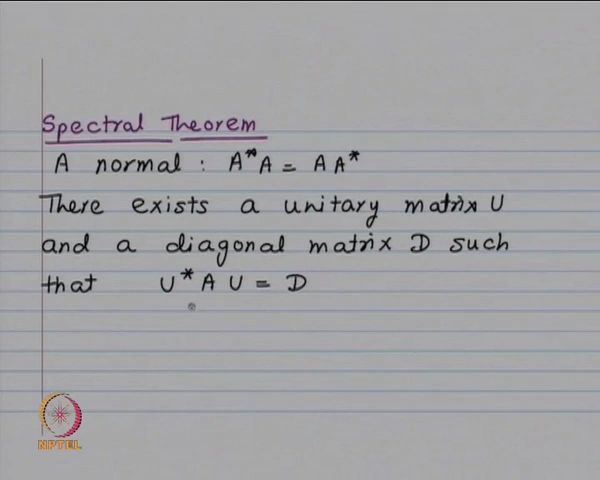 Spectral Theorem
A normal : A*A = AA*
There exists a unitary matrix U
and a diagonal matrix D such
that U*AU = D
NPTEL